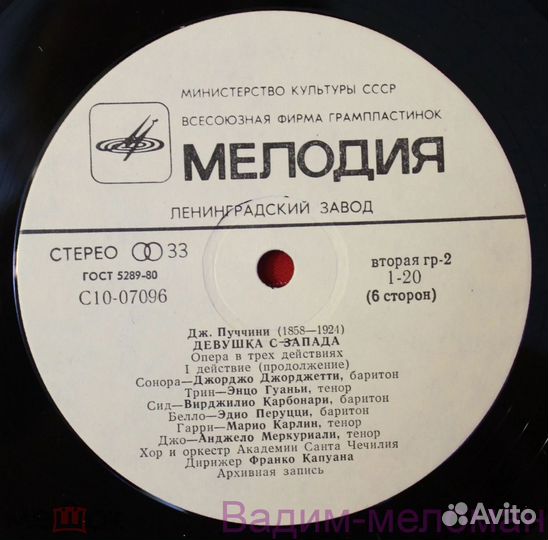 МИНИСТЕРСТВО КУЛЬТУРЫ СССР
ВСЕСОЮЗНАЯ ФИРМА ГРАМПЛАСТИНОК
МЕЛОДИЯ
ЛЕНИНГРАДСКИЙ ЗАВОД
СТЕРЕО 33
ГОСТ 5289-80
С10-07096
вторая гр-2
1-20
(6 сторон)
Дж. Пуччини (1858—1924)
ДЕВУШКА С ЗАПАДА
Опера в трех действиях
I действие (продолжение)
Сонора—Джорджо Джорджетти, баритон
Трин—Энцо Гуаньи, тенор
Сид—Вирджилио Карбонари, баритон
Белло—Эдио Перуцци, баритон
Гарри—Марио Карлин, тенор
Джо—Анджело Меркуриали, тенор
Хор и оркестр Академии Санта Чечилия
Дирижер Франко Капуана
Архивная запись
Вадим-меломан
Avito